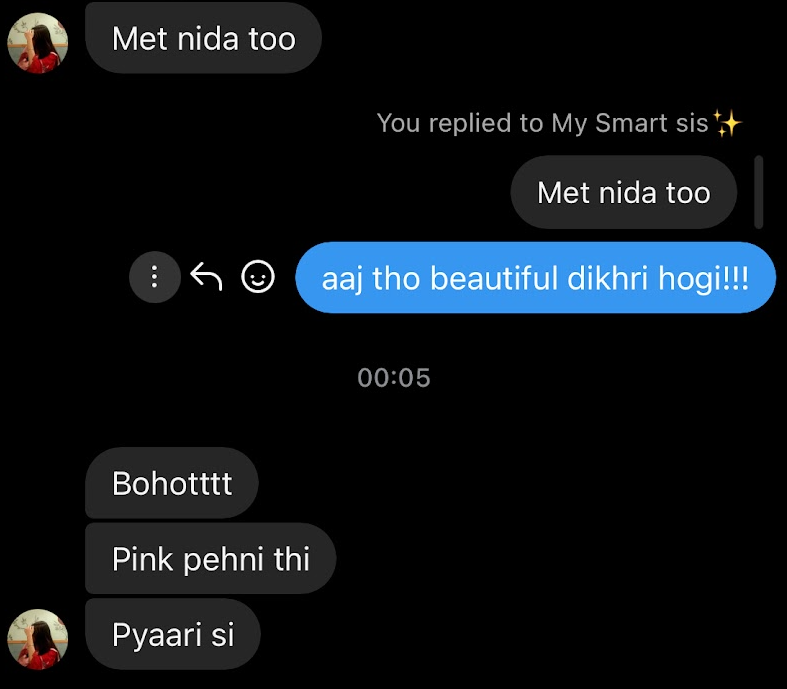 Met nida too
You replied to My Smart sis✨
Met nida too
aaj tho beautiful dikhri hogi!!!
00:05
Bohotttt
Pink pehni thi
Pyaari si